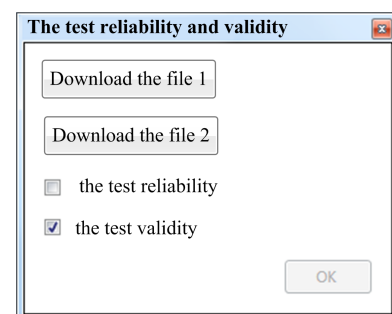 The test reliability and validity
Download the file 1
Download the file 2
the test reliability
the test validity
OK